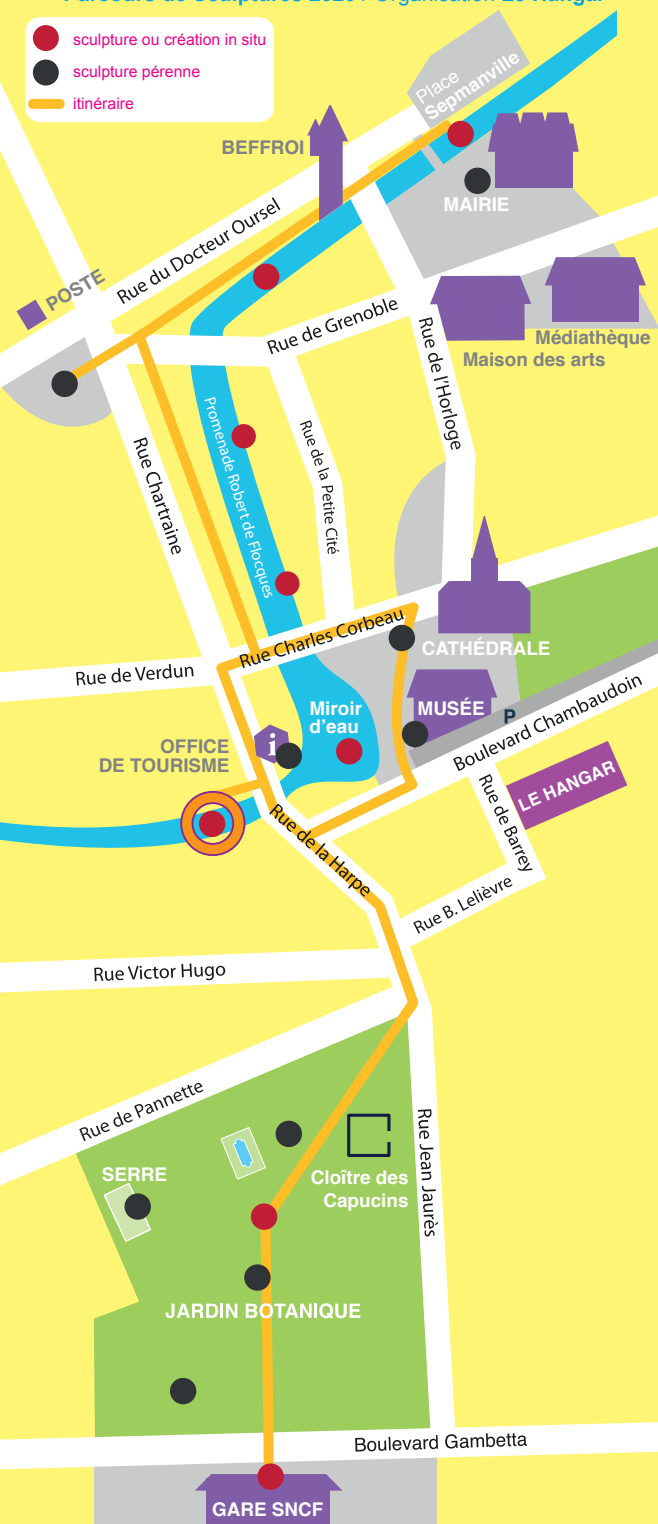 sculpture ou création in situ
sculpture pérenne
itinéraire
Place
Sepmanville
BEFFROI
MAIRIE
Rue du Docteur Oursel
POSTE
Rue de Grenoble
Médiathèque
Maison des arts
Rue de l'Horloge
Promenade Robert de Flocques
Rue de la Petite Cité
Rue Chartraine
Rue Charles Corbeau
CATHÉDRALE
Rue de Verdun
MUSÉE
Miroir
d'eau
P
Boulevard Chambaudoin
i
OFFICE
DE TOURISME
LE HANGAR
Rue de Barrey
Rue de la Harpe
Rue B. Lelièvre
Rue Victor Hugo
Rue de Pannette
Rue Jean Jaurès
Cloître des
Capucins
SERRE
JARDIN BOTANIQUE
Boulevard Gambetta
GARE SNCF